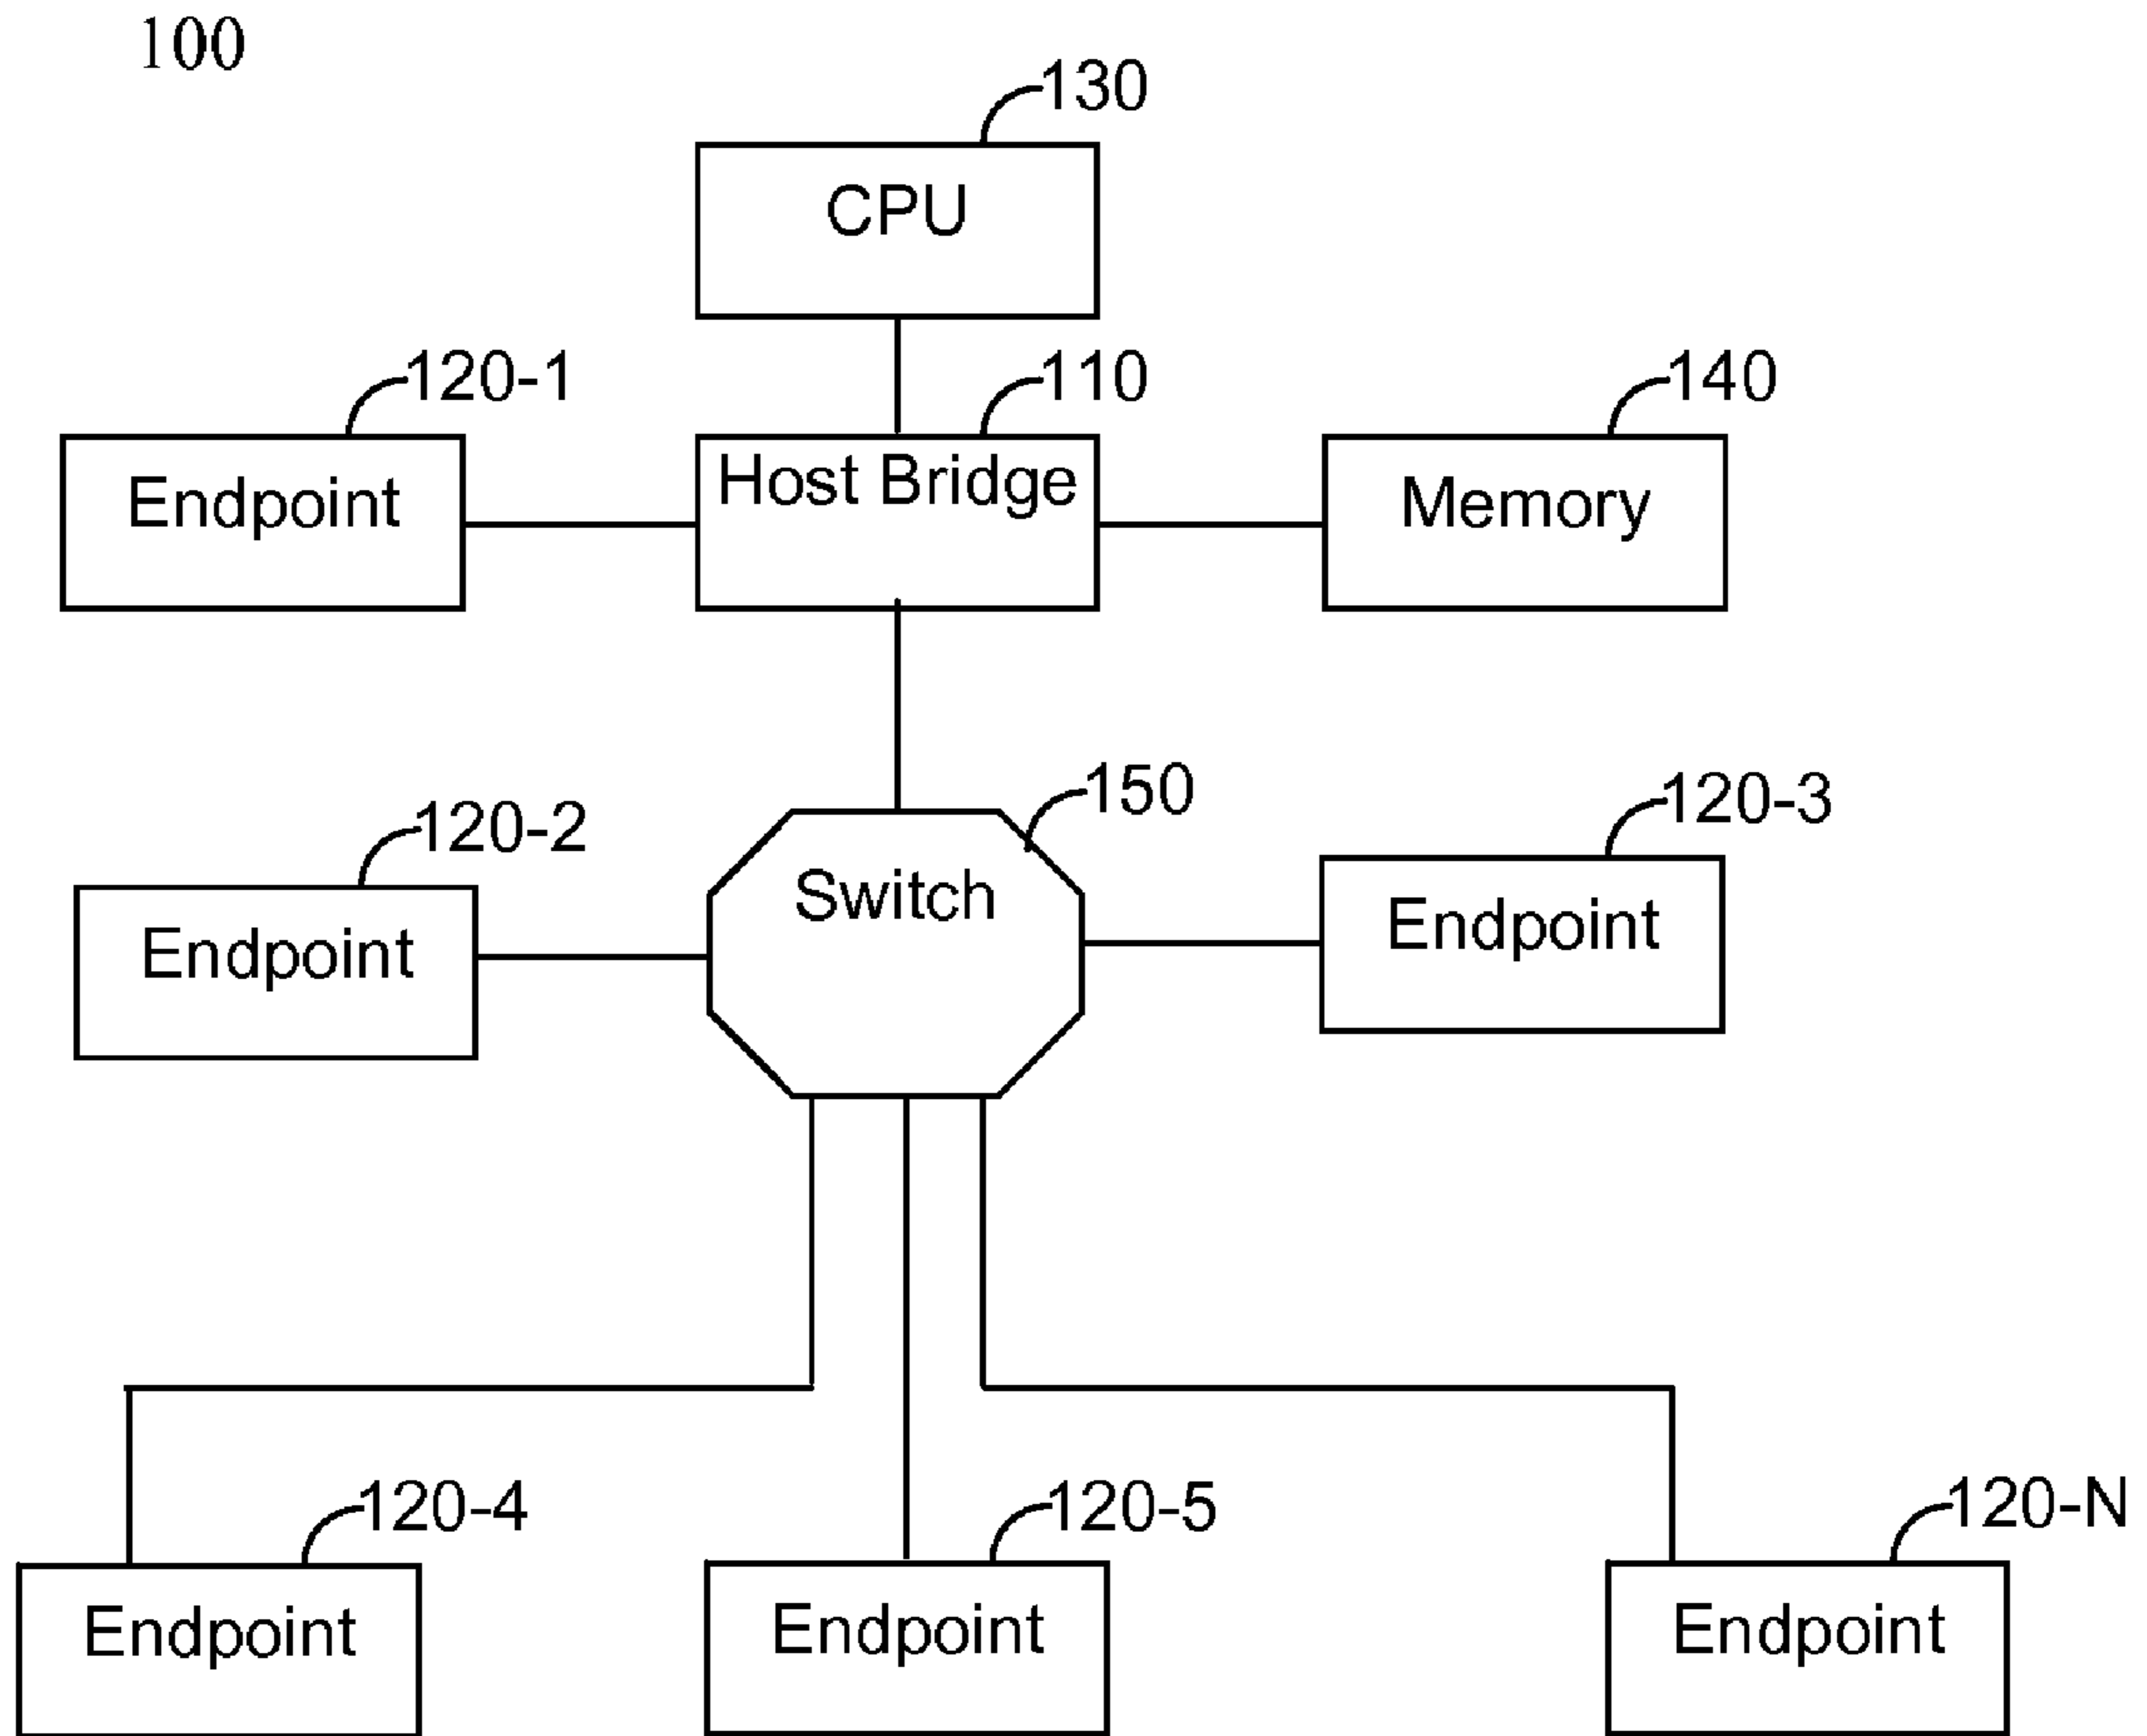 100
130
CPU
120-1
110
140
Endpoint
Host Bridge
Memory
150
120-2
120-3
Switch
Endpoint
Endpoint
120-4
120-5
120-N
Endpoint
Endpoint
Endpoint